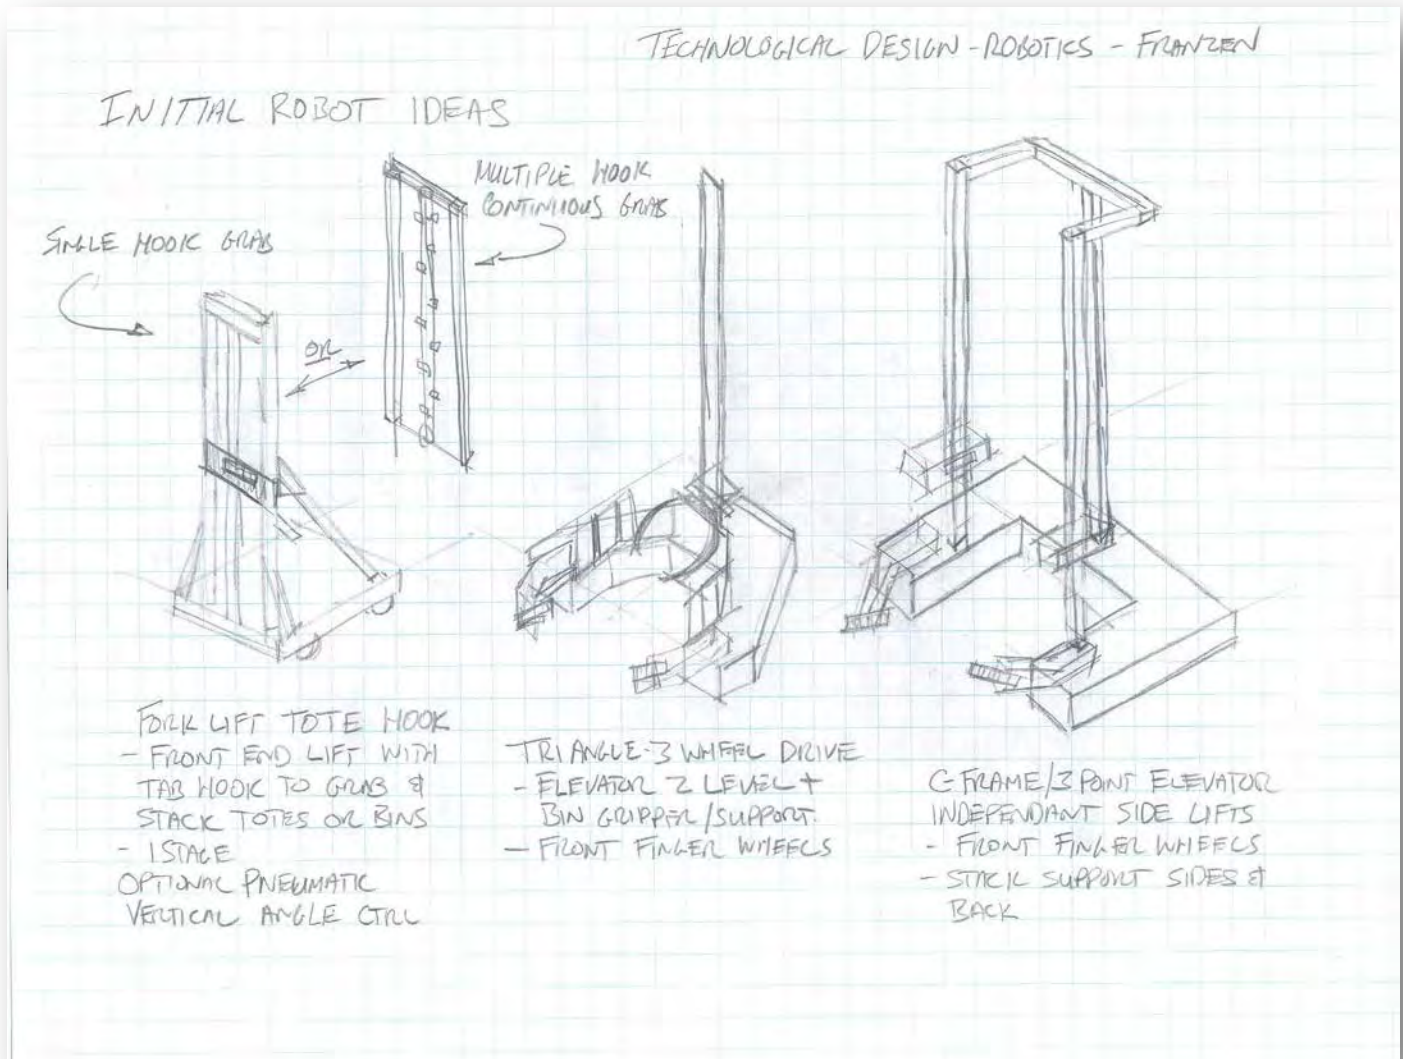 TECHNOLOGICAL DESIGN - ROBOTICS - FRANZEN
INITIAL ROBOT IDEAS
SINGLE HOOK GRAB
OR
MULTIPLE HOOK
CONTINUOUS GRAB
FORK LIFT TOTE HOOK
- FRONT END LIFT WITH
TAB HOOK TO GRAB &
STACK TOTES OR BINS
- 1 STAGE
OPTIONAL PNEUMATIC
VERTICAL ANGLE CTRL
TRIANGLE-3 WHEEL DRIVE
- ELEVATOR 2 LEVEL +
BIN GRIPPER/SUPPORT.
- FRONT FINGER WHEELS
C-FRAME/3 POINT ELEVATOR
INDEPENDANT SIDE LIFTS
- FRONT FINGER WHEELS
- STACK SUPPORT SIDES &
BACK